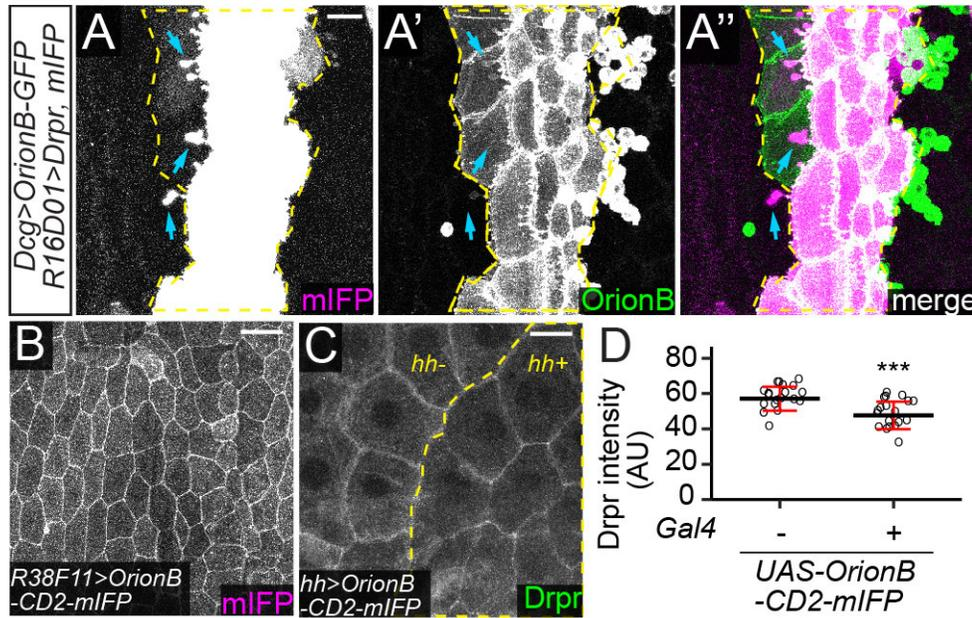 Dcg>OrionB-GFP
R16D01>Drpr, mIFP
A
mIFP
A'
OrionB
A''
merge
B
R38F11>OrionB
-CD2-mIFP
mIFP
C
hh-
hh+
hh>OrionB
-CD2-mIFP
Drpr
D
Drpr intensity
(AU)
80
60
40
20
0
***
Gal4
-
+
UAS-OrionB
-CD2-mIFP